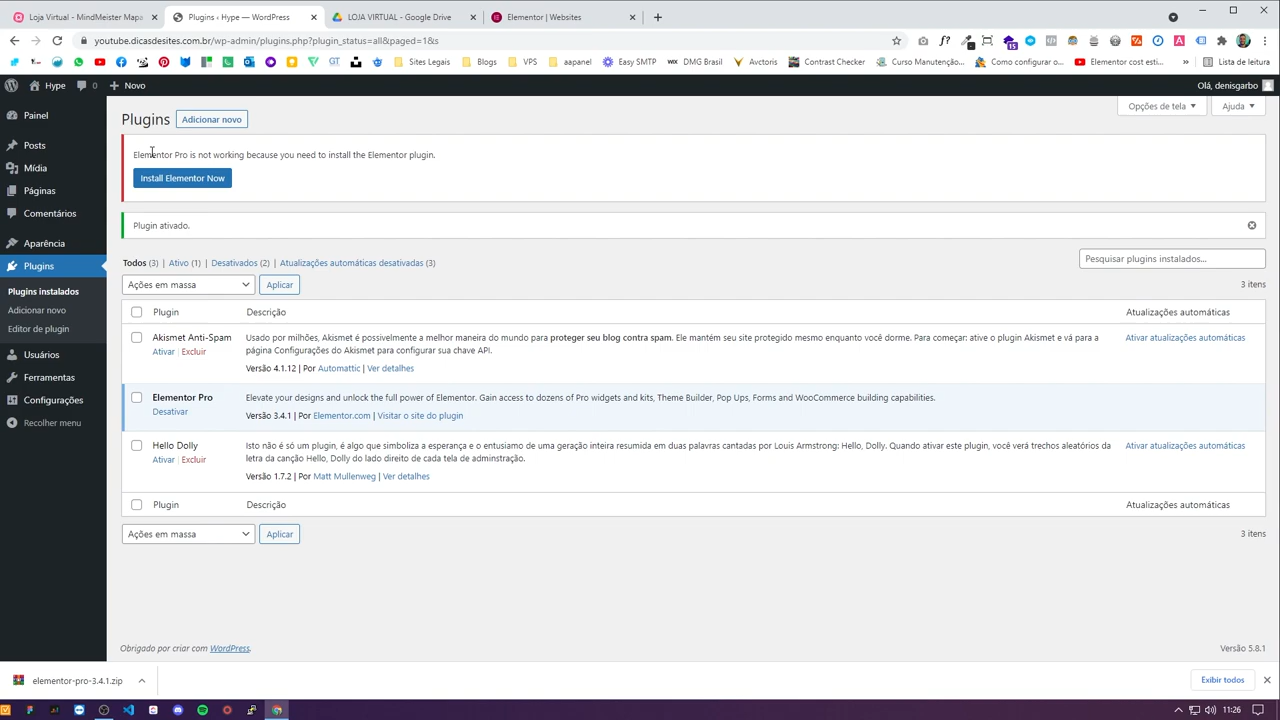 Loja Virtual - MindMeister Mapa
Plugins ‹ Hype — WordPress
LOJA VIRTUAL - Google Drive
Elementor | Websites
youtube.dicasdesites.com.br/wp-admin/plugins.php?plugin_status=all&paged=1&s
Sites Legais
Blogs
VPS
aapanel
Easy SMTP
WIX DMG Brasil
Avctoris
Contrast Checker
Curso Manutenção...
Como configurar o...
Elementor cost esti...
Lista de leitura
Hype
0
Novo
Olá, denisgarbo
Painel
Posts
Mídia
Páginas
Comentários
Aparência
Plugins
Plugins instalados
Adicionar novo
Editor de plugin
Usuários
Ferramentas
Configurações
Recolher menu
Opções de tela
Ajuda
Plugins
Adicionar novo
Elementor Pro is not working because you need to install the Elementor plugin.
Install Elementor Now
Plugin ativado.
Todos (3) | Ativo (1) | Desativados (2) | Atualizações automáticas desativadas (3)
Pesquisar plugins instalados...
Ações em massa
Aplicar
3 itens
Plugin
Descrição
Atualizações automáticas
Akismet Anti-Spam
Ativar | Excluir
Usado por milhões, Akismet é possivelmente a melhor maneira do mundo para proteger seu blog contra spam. Ele mantém seu site protegido mesmo enquanto você dorme. Para começar: ative o plugin Akismet e vá para a
página Configurações do Akismet para configurar sua chave API.
Versão 4.1.12 | Por Automattic | Ver detalhes
Ativar atualizações automáticas
Elementor Pro
Desativar
Elevate your designs and unlock the full power of Elementor. Gain access to dozens of Pro widgets and kits, Theme Builder, Pop Ups, Forms and WooCommerce building capabilities.
Versão 3.4.1 | Por Elementor.com | Visitar o site do plugin
Hello Dolly
Ativar | Excluir
Isto não é só um plugin, é algo que simboliza a esperança e o entusiamo de uma geração inteira resumida em duas palavras cantadas por Louis Armstrong: Hello, Dolly. Quando ativar este plugin, você verá trechos aleatórios da
letra da canção Hello, Dolly do lado direito de cada tela de adminstração.
Versão 1.7.2 | Por Matt Mullenweg | Ver detalhes
Ativar atualizações automáticas
Plugin
Descrição
Atualizações automáticas
Ações em massa
Aplicar
3 itens
Obrigado por criar com WordPress.
Versão 5.8.1
elementor-pro-3.4.1.zip
Exibir todos
11:26